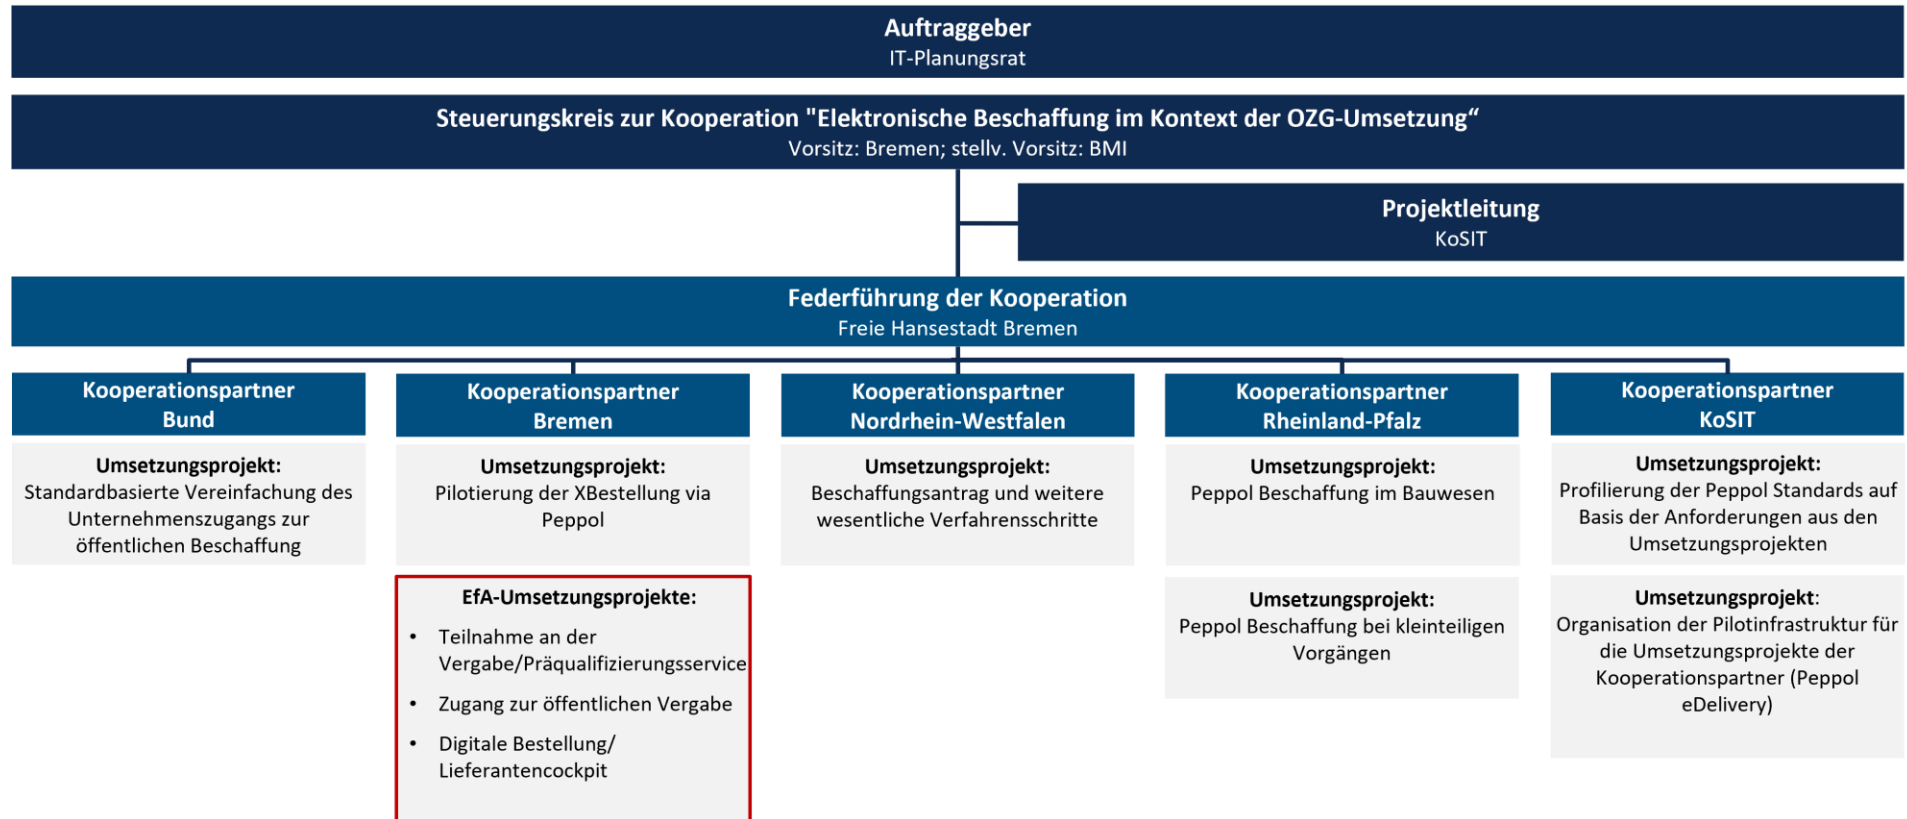 Auftraggeber
IT-Planungsrat
Steuerungskreis zur Kooperation "Elektronische Beschaffung im Kontext der OZG-Umsetzung“
Vorsitz: Bremen; stellv. Vorsitz: BMI
Projektleitung
KoSIT
Federführung der Kooperation
Freie Hansestadt Bremen
Kooperationspartner
Bund
Umsetzungsprojekt:
Standardbasierte Vereinfachung des
Unternehmenszugangs zur
öffentlichen Beschaffung
Kooperationspartner
Bremen
Umsetzungsprojekt:
Pilotierung der XBestellung via
Peppol
EfA-Umsetzungsprojekte:
• Teilnahme an der
Vergabe/Präqualifizierungsservice
• Zugang zur öffentlichen Vergabe
• Digitale Bestellung/
Lieferantencockpit
Kooperationspartner
Nordrhein-Westfalen
Umsetzungsprojekt:
Beschaffungsantrag und weitere
wesentliche Verfahrensschritte
Kooperationspartner
Rheinland-Pfalz
Umsetzungsprojekt:
Peppol Beschaffung im Bauwesen
Umsetzungsprojekt:
Peppol Beschaffung bei kleinteiligen
Vorgängen
Kooperationspartner
KoSIT
Umsetzungsprojekt:
Profilierung der Peppol Standards auf
Basis der Anforderungen aus den
Umsetzungsprojekten
Umsetzungsprojekt:
Organisation der Pilotinfrastruktur für
die Umsetzungsprojekte der
Kooperationspartner (Peppol
eDelivery)